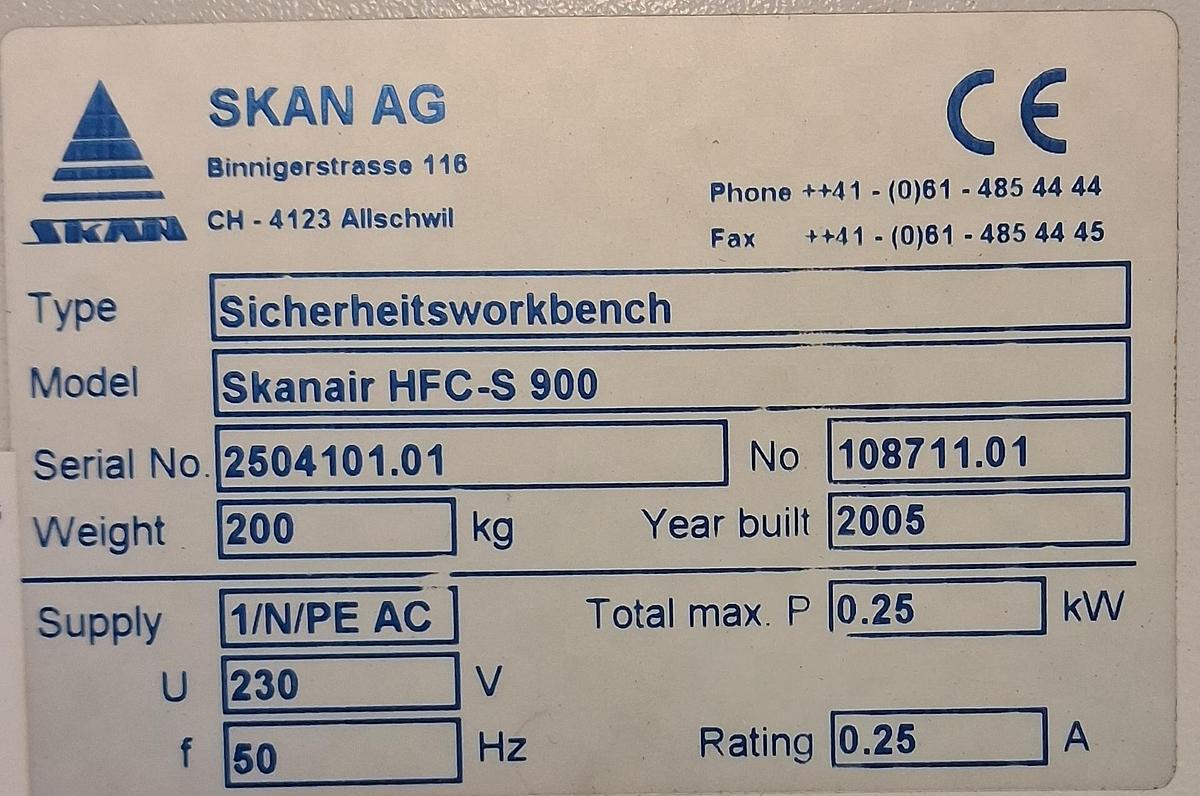 SKAN AG
CE
Binnigerstrasse 116
Phone ++41 - (0)61 - 485 44 44
SKAN
CH - 4123 Allschwil
Fax ++41 - (0)61 - 485 44 45
Type Sicherheitsworkbench
Model Skanair HFC-S 900
Serial No. 2504101.01 No 108711.01
Weight 200 kg Year built 2005
Supply 1/N/PE AC Total max. P 0.25 kW
U 230 V
f 50 Hz Rating 0.25 A